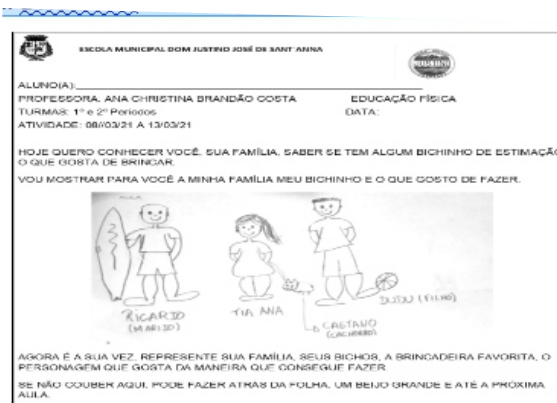 ESCOLA MUNICIPAL DOM JUSTINO JOSÉ DE SANT'ANNA
ALUNO(A):
PROFESSORA. ANA CHRISTINA BRANDÃO COSTA EDUCAÇÃO FÍSICA
TURMAS: 1º e 2º Períodos DATA:
ATIVIDADE: 08//03/21 A 13/03/21
HOJE QUERO CONHECER VOCÊ, SUA FAMÍLIA, SABER SE TEM ALGUM BICHINHO DE ESTIMAÇÃO
O QUE GOSTA DE BRINCAR.
VOU MOSTRAR PARA VOCÊ A MINHA FAMÍLIA MEU BICHINHO E O QUE GOSTO DE FAZER.
RICARDO
(MARIDO)
TIA ANA
CAETANO
(CACHORRO)
DUDU (FILHO)
AGORA É A SUA VEZ, REPRESENTE SUA FAMÍLIA, SEUS BICHOS, A BRINCADEIRA FAVORITA, O
PERSONAGEM QUE GOSTA DA MANEIRA QUE CONSEGUE FAZER.
SE NÃO COUBER AQUI, PODE FAZER ATRÁS DA FOLHA, UM BEIJO GRANDE E ATÉ A PRÓXIMA
AULA.